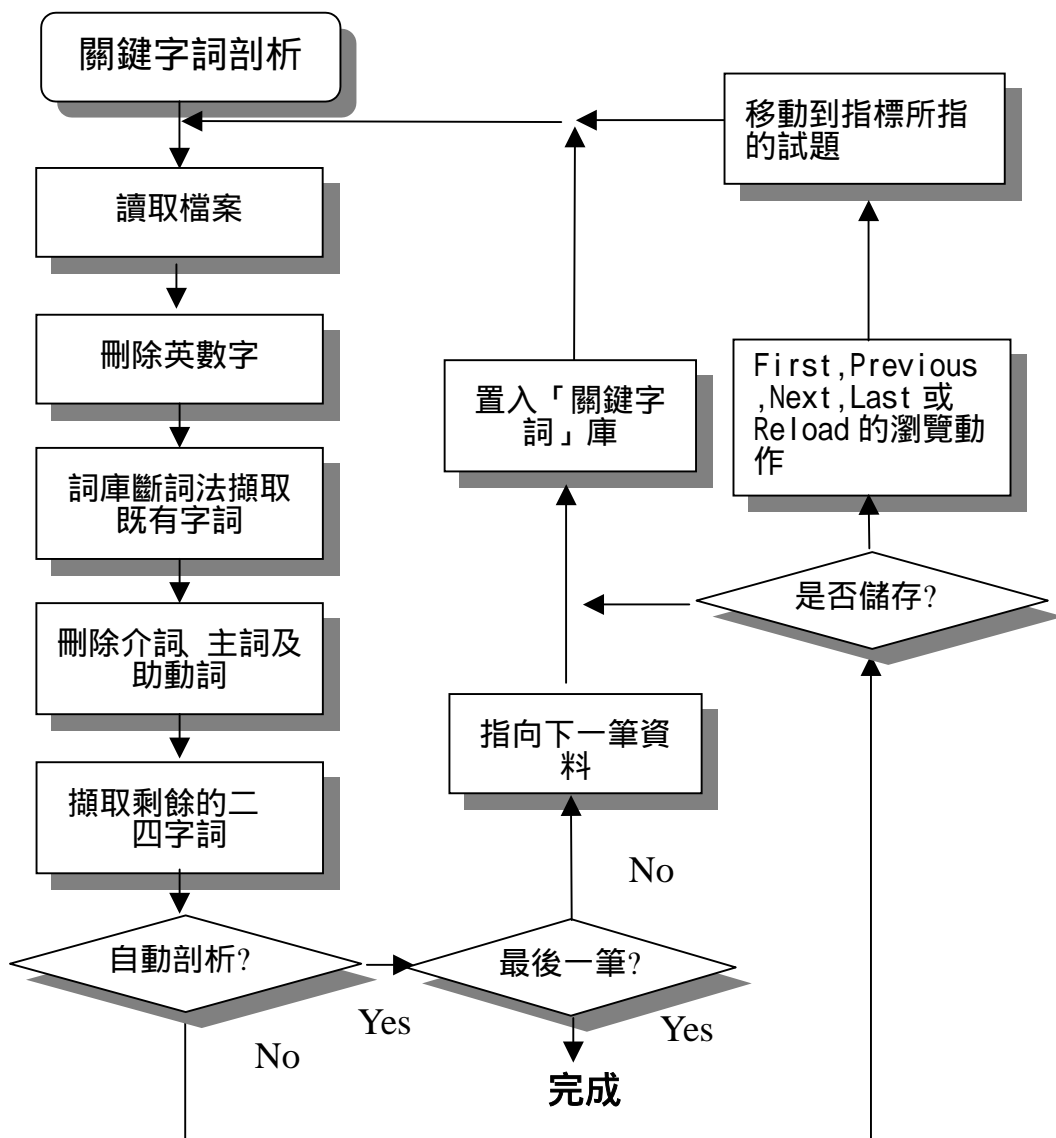 關鍵字詞剖析
讀取檔案
刪除英數字
詞庫斷詞法擷取
既有字詞
刪除介詞、主詞及
助動詞
擷取剩餘的二
四字詞
自動剖析?
Yes
No
最後一筆?
No
Yes
完成
指向下一筆資
料
置入「關鍵字
詞」庫
是否儲存?
First,Previous
,Next,Last 或
Reload 的瀏覽動
作
移動到指標所指
的試題